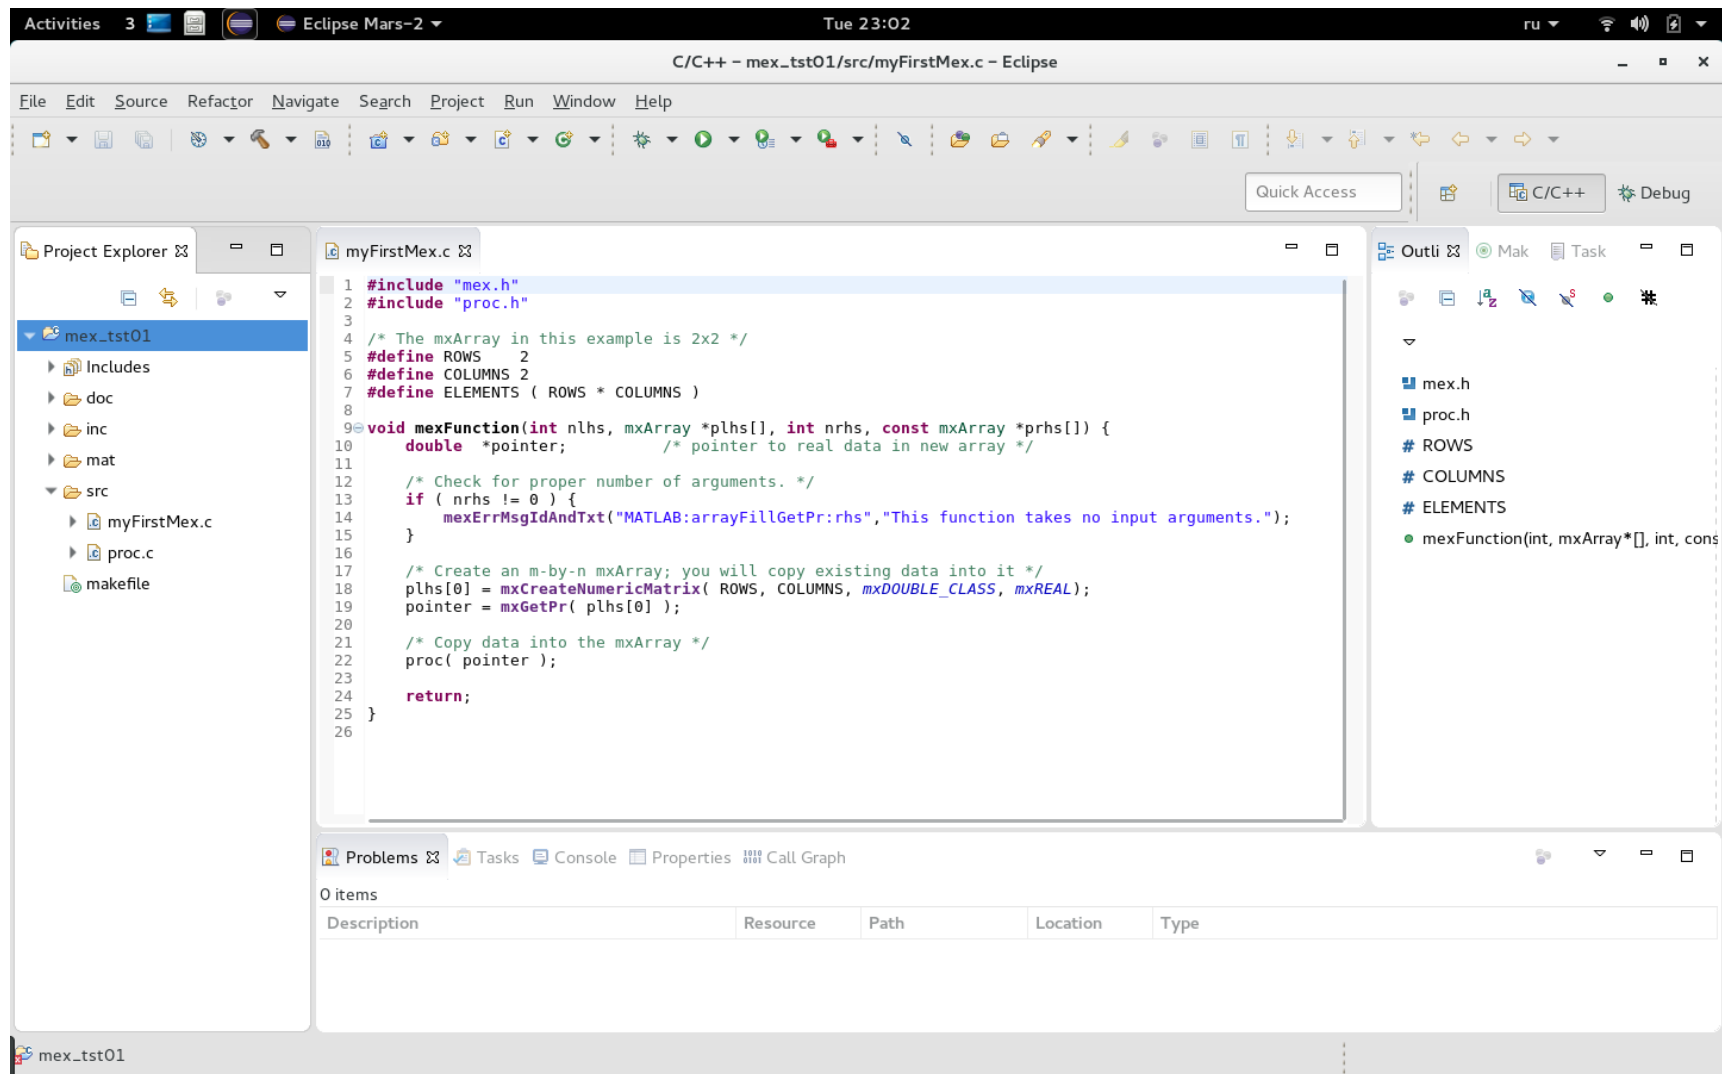 Activities 3 Eclipse Mars-2 Tue 23:02 ru
C/C++ - mex_tst01/src/myFirstMex.c - Eclipse
File Edit Source Refactor Navigate Search Project Run Window Help
Quick Access C/C++ Debug
Project Explorer
mex_tst01
Includes
doc
inc
mat
src
myFirstMex.c
proc.c
makefile
myFirstMex.c
1 #include "mex.h"
2 #include "proc.h"
3
4 /* The mxArray in this example is 2x2 */
5 #define ROWS    2
6 #define COLUMNS 2
7 #define ELEMENTS ( ROWS * COLUMNS )
8
9 void mexFunction(int nlhs, mxArray *plhs[], int nrhs, const mxArray *prhs[]) {
10     double  *pointer;          /* pointer to real data in new array */
11
12     /* Check for proper number of arguments. */
13     if ( nrhs != 0 ) {
14         mexErrMsgIdAndTxt("MATLAB:arrayFillGetPr:rhs","This function takes no input arguments.");
15     }
16
17     /* Create an m-by-n mxArray; you will copy existing data into it */
18     plhs[0] = mxCreateNumericMatrix( ROWS, COLUMNS, mxDOUBLE_CLASS, mxREAL);
19     pointer = mxGetPr( plhs[0] );
20
21     /* Copy data into the mxArray */
22     proc( pointer );
23
24     return;
25 }
26
Outli Mak Task
mex.h
proc.h
# ROWS
# COLUMNS
# ELEMENTS
mexFunction(int, mxArray*[], int, cons
Problems Tasks Console Properties Call Graph
0 items
Description Resource Path Location Type
mex_tst01